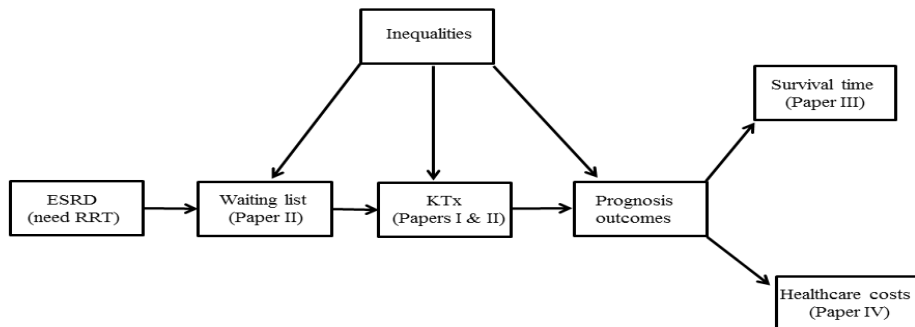 Inequalities
Survival time
(Paper III)
ESRD
(need RRT)
Waiting list
(Paper II)
KTx
(Papers I & II)
Prognosis
outcomes
Healthcare costs
(Paper IV)